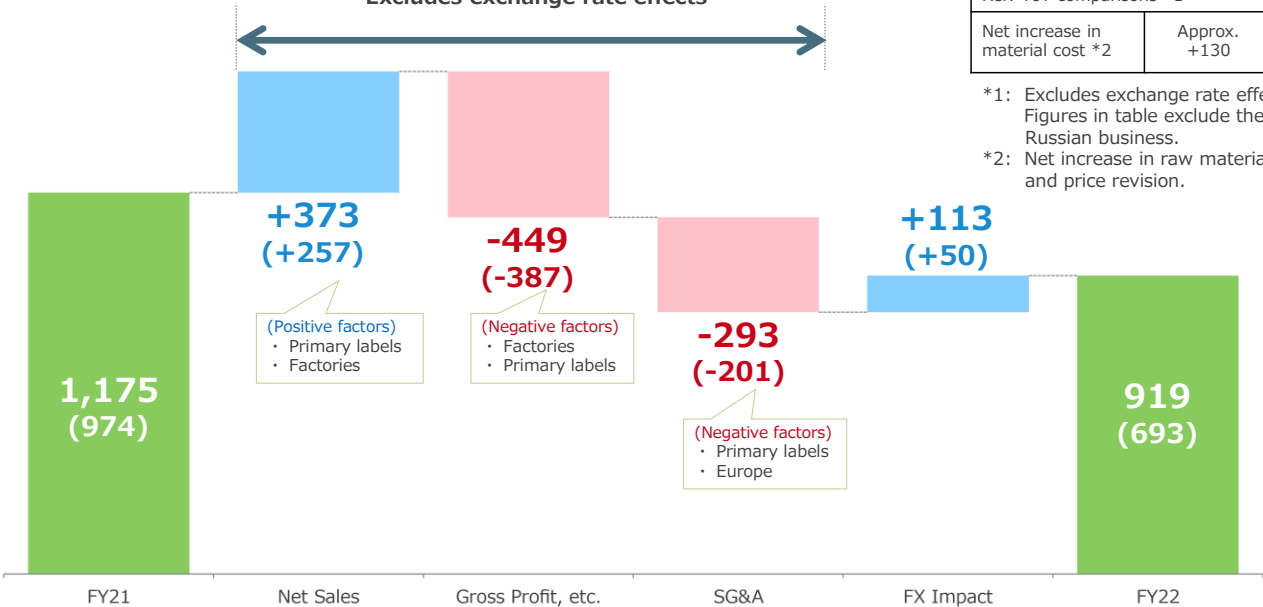 Excludes exchange rate effects
Net increase in
material cost *2
Approx.
+130
*1: Excludes exchange rate effe
Figures in table exclude the
Russian business.
*2: Net increase in raw materia
and price revision.
+373
(+257)
-449
(-387)
-293
(-201)
+113
(+50)
(Positive factors)
・ Primary labels
・ Factories
(Negative factors)
・ Factories
・ Primary labels
(Negative factors)
・ Primary labels
・ Europe
1,175
(974)
919
(693)
FY21
Net Sales
Gross Profit, etc.
SG&A
FX Impact
FY22